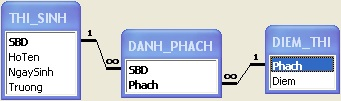 THI_SINH
SBD
HoTen
NgaySinh
Truong
1
∞
DANH_PHACH
SBD
Phach
1
∞
DIEM_THI
Phach
Diem